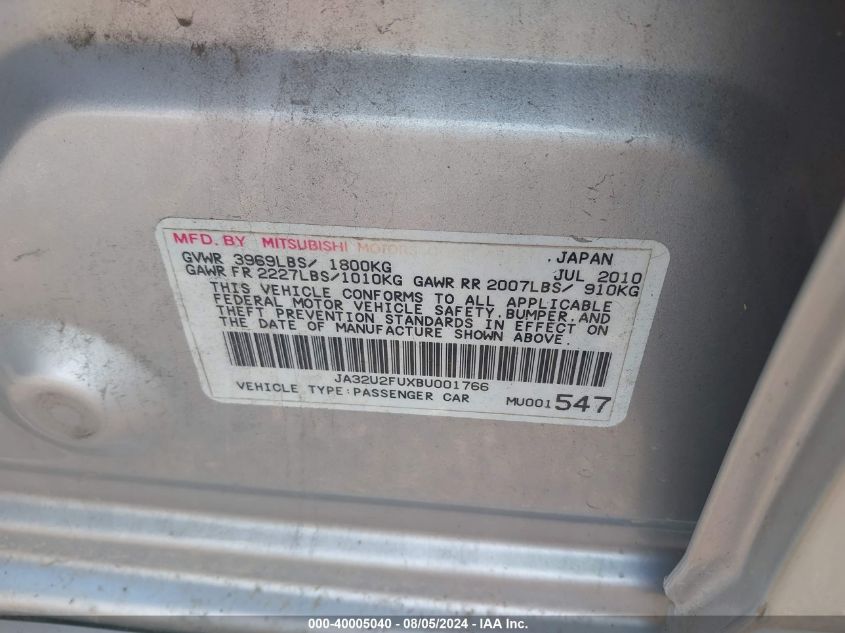 MFD. BY MITSUBISHI MOTORS
, JAPAN
GVWR 3969LBS/ 1800KG
JUL 2010
GAWR FR 2227LBS/1010KG GAWR RR 2007LBS/ 910KG
THIS VEHICLE CONFORMS TO ALL APPLICABLE
FEDERAL MOTOR VEHICLE SAFETY, BUMPER, AND
THEFT PREVENTION STANDARDS IN EFFECT ON
THE DATE OF MANUFACTURE SHOWN ABOVE.
JA32U2FUXBU001766
VEHICLE TYPE:PASSENGER CAR
MU001547
000-40005040 - 08/05/2024 - IAA Inc.